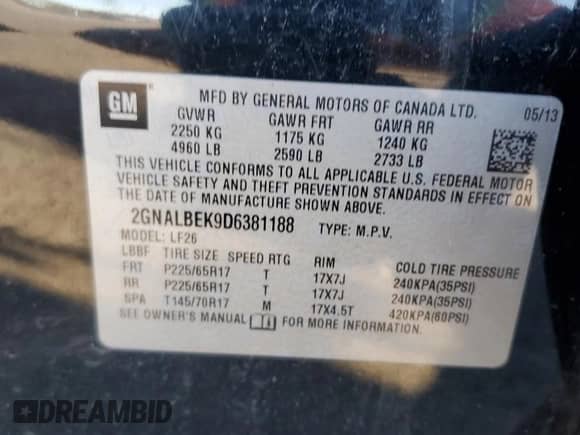 GM ®
MFD BY GENERAL MOTORS OF CANADA LTD. 05/13
GVWR GAWR FRT GAWR RR
2250 KG 1175 KG 1240 KG
4960 LB 2590 LB 2733 LB
THIS VEHICLE CONFORMS TO ALL APPLICABLE U.S. FEDERAL MOTOR
VEHICLE SAFETY AND THEFT PREVENTION STANDARDS IN EFFECT ON
THE DATE OF MANUFACTURE SHOWN ABOVE.
2GNALBEK9D6381188 TYPE: M.P.V.
MODEL: LF26
LBBF TIRE SIZE SPEED RTG RIM COLD TIRE PRESSURE
FRT P225/65R17 T 17X7J 240KPA(35PSI)
RR P225/65R17 T 17X7J 240KPA(35PSI)
SPA T145/70R17 M 17X4.5T 420KPA(60PSI)
SEE OWNER'S MANUAL FOR MORE INFORMATION.
DREAMBID